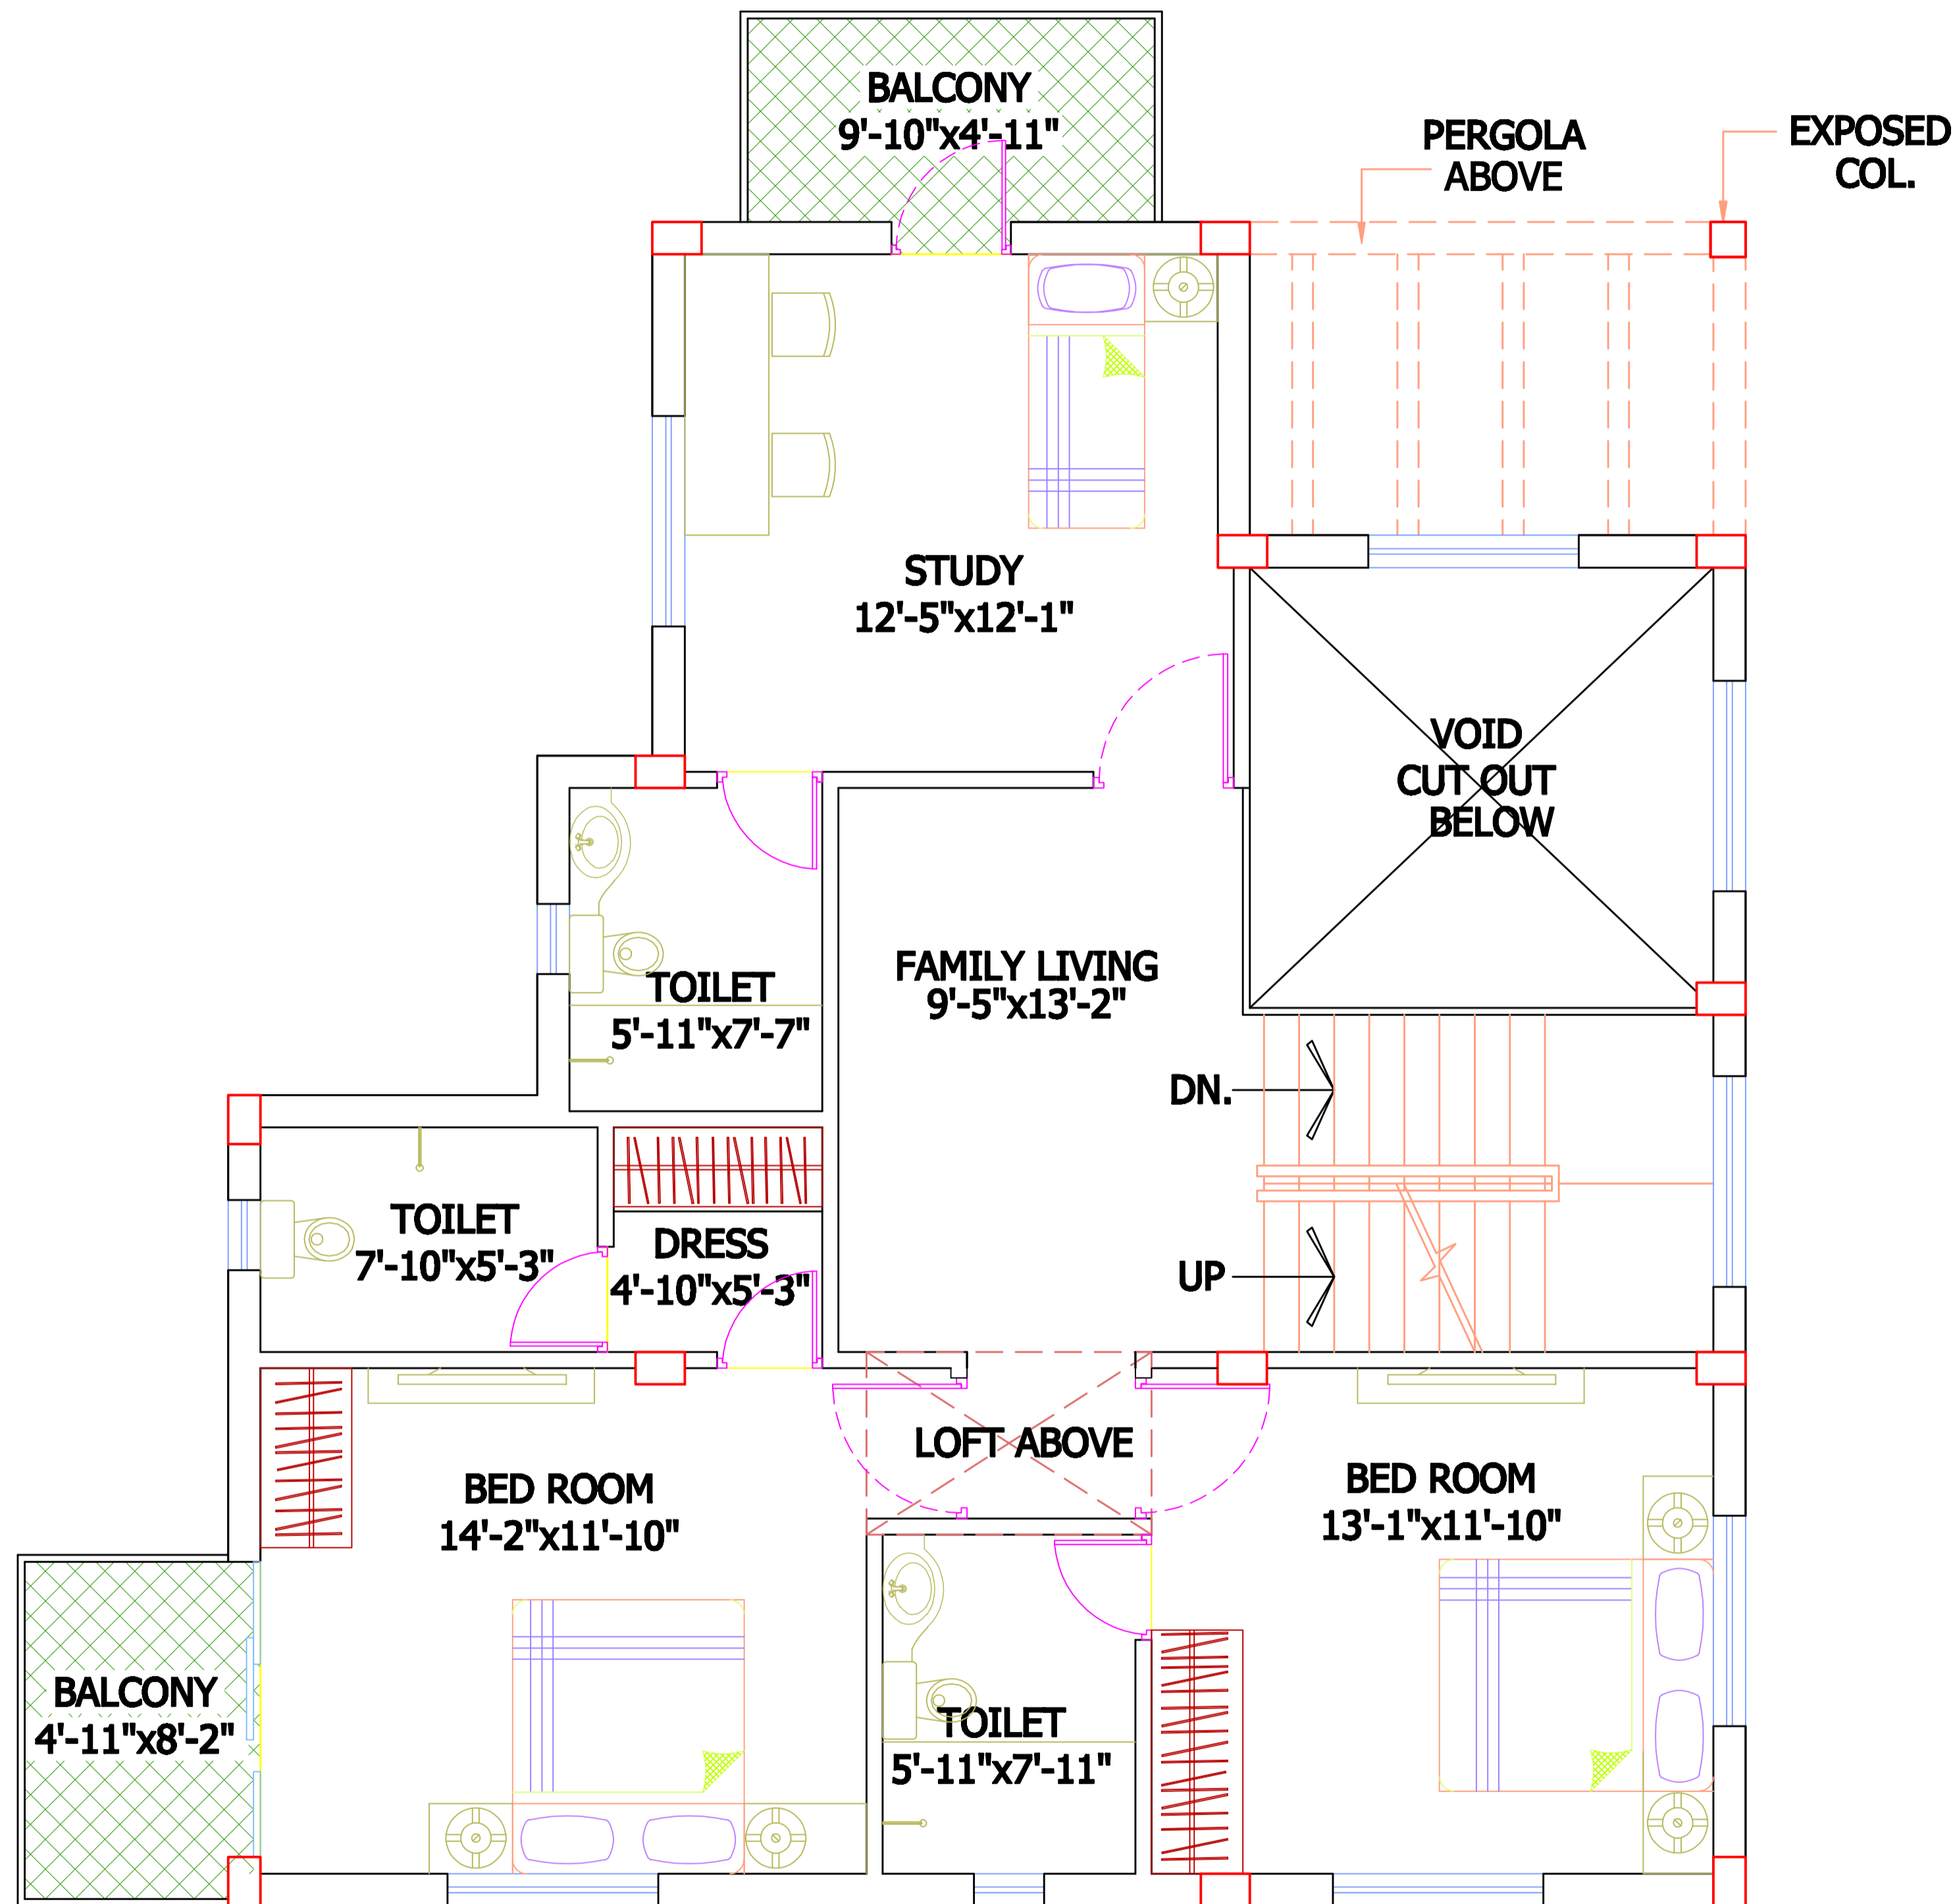 BALCONY
9'-10"x4'-11"
PERGOLA
ABOVE
EXPOSED
COL.
STUDY
12'-5"x12'-1"
VOID
CUT OUT
BELOW
FAMILY LIVING
9'-5"x13'-2"
TOILET
5'-11"x7'-7"
DN.
TOILET
7'-10"x5'-3"
DRESS
4'-10"x5'-3"
UP
LOFT ABOVE
BED ROOM
14'-2"x11'-10"
BED ROOM
13'-1"x11'-10"
BALCONY
4'-11"x8'-2"
TOILET
5'-11"x7'-11"